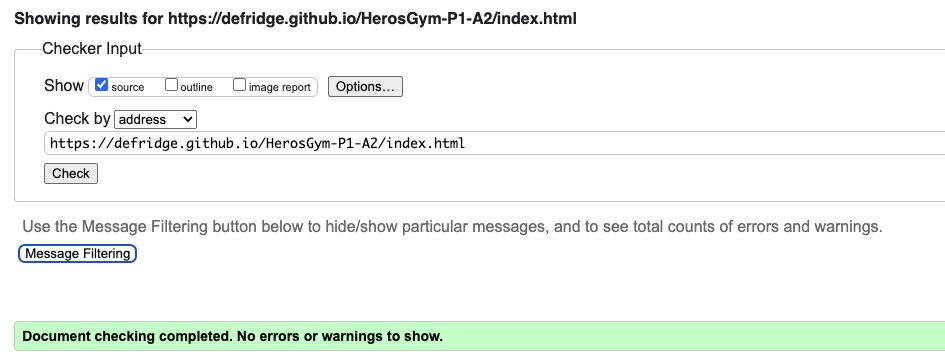 Showing results for https://defridge.github.io/HerosGym-P1-A2/index.html
Checker Input
Show source outline image report Options...
Check by address
https://defridge.github.io/HerosGym-P1-A2/index.html
Check
Use the Message Filtering button below to hide/show particular messages, and to see total counts of errors and warnings.
Message Filtering
Document checking completed. No errors or warnings to show.